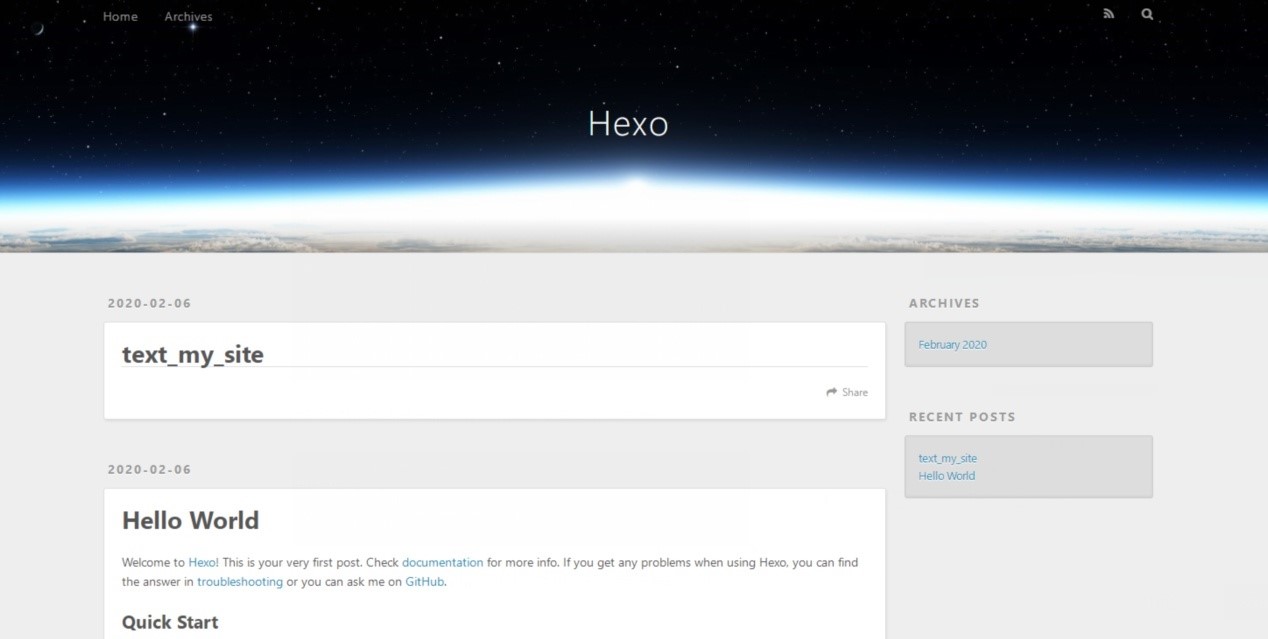 Home Archives
Hexo
2020-02-06
text_my_site
Share
2020-02-06
Hello World
Welcome to Hexo! This is your very first post. Check documentation for more info. If you get any problems when using Hexo, you can find
the answer in troubleshooting or you can ask me on GitHub.
Quick Start
ARCHIVES
February 2020
RECENT POSTS
text_my_site
Hello World